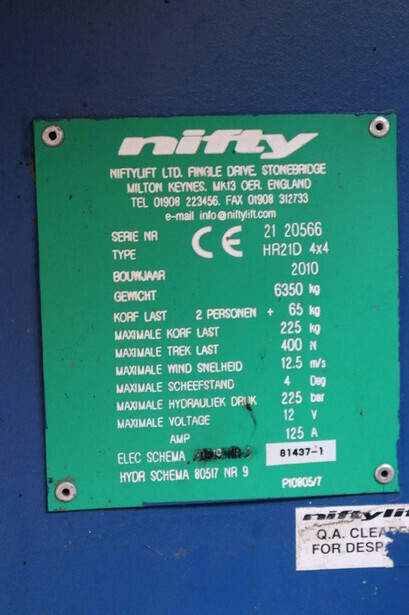 nifty
NIFTYLIFT LTD. FINGLE DRIVE, STONEBRIDGE
MILTON KEYNES. MK13 OER. ENGLAND
TEL 01908 223456. FAX 01908 312733
e-mail info@niftylift.com
SERIE NR CE 21 20566
TYPE HR21D 4x4
BOUWJAAR 2010
GEWICHT 6350 kg
KORF LAST 2 PERSONEN + 65 kg
MAXIMALE KORF LAST 225 kg
MAXIMALE TREK LAST 400 N
MAXIMALE WIND SNELHEID 12.5 m/s
MAXIMALE SCHEEFSTAND 4 Deg
MAXIMALE HYDRAULIEK DRUK 225 bar
MAXIMALE VOLTAGE 12 V
AMP 125 A
ELEC SCHEMA 81437-1
HYDR SCHEMA 80517 NR 9
P10805/7
niftylif
Q.A. CLEARE
FOR DESP